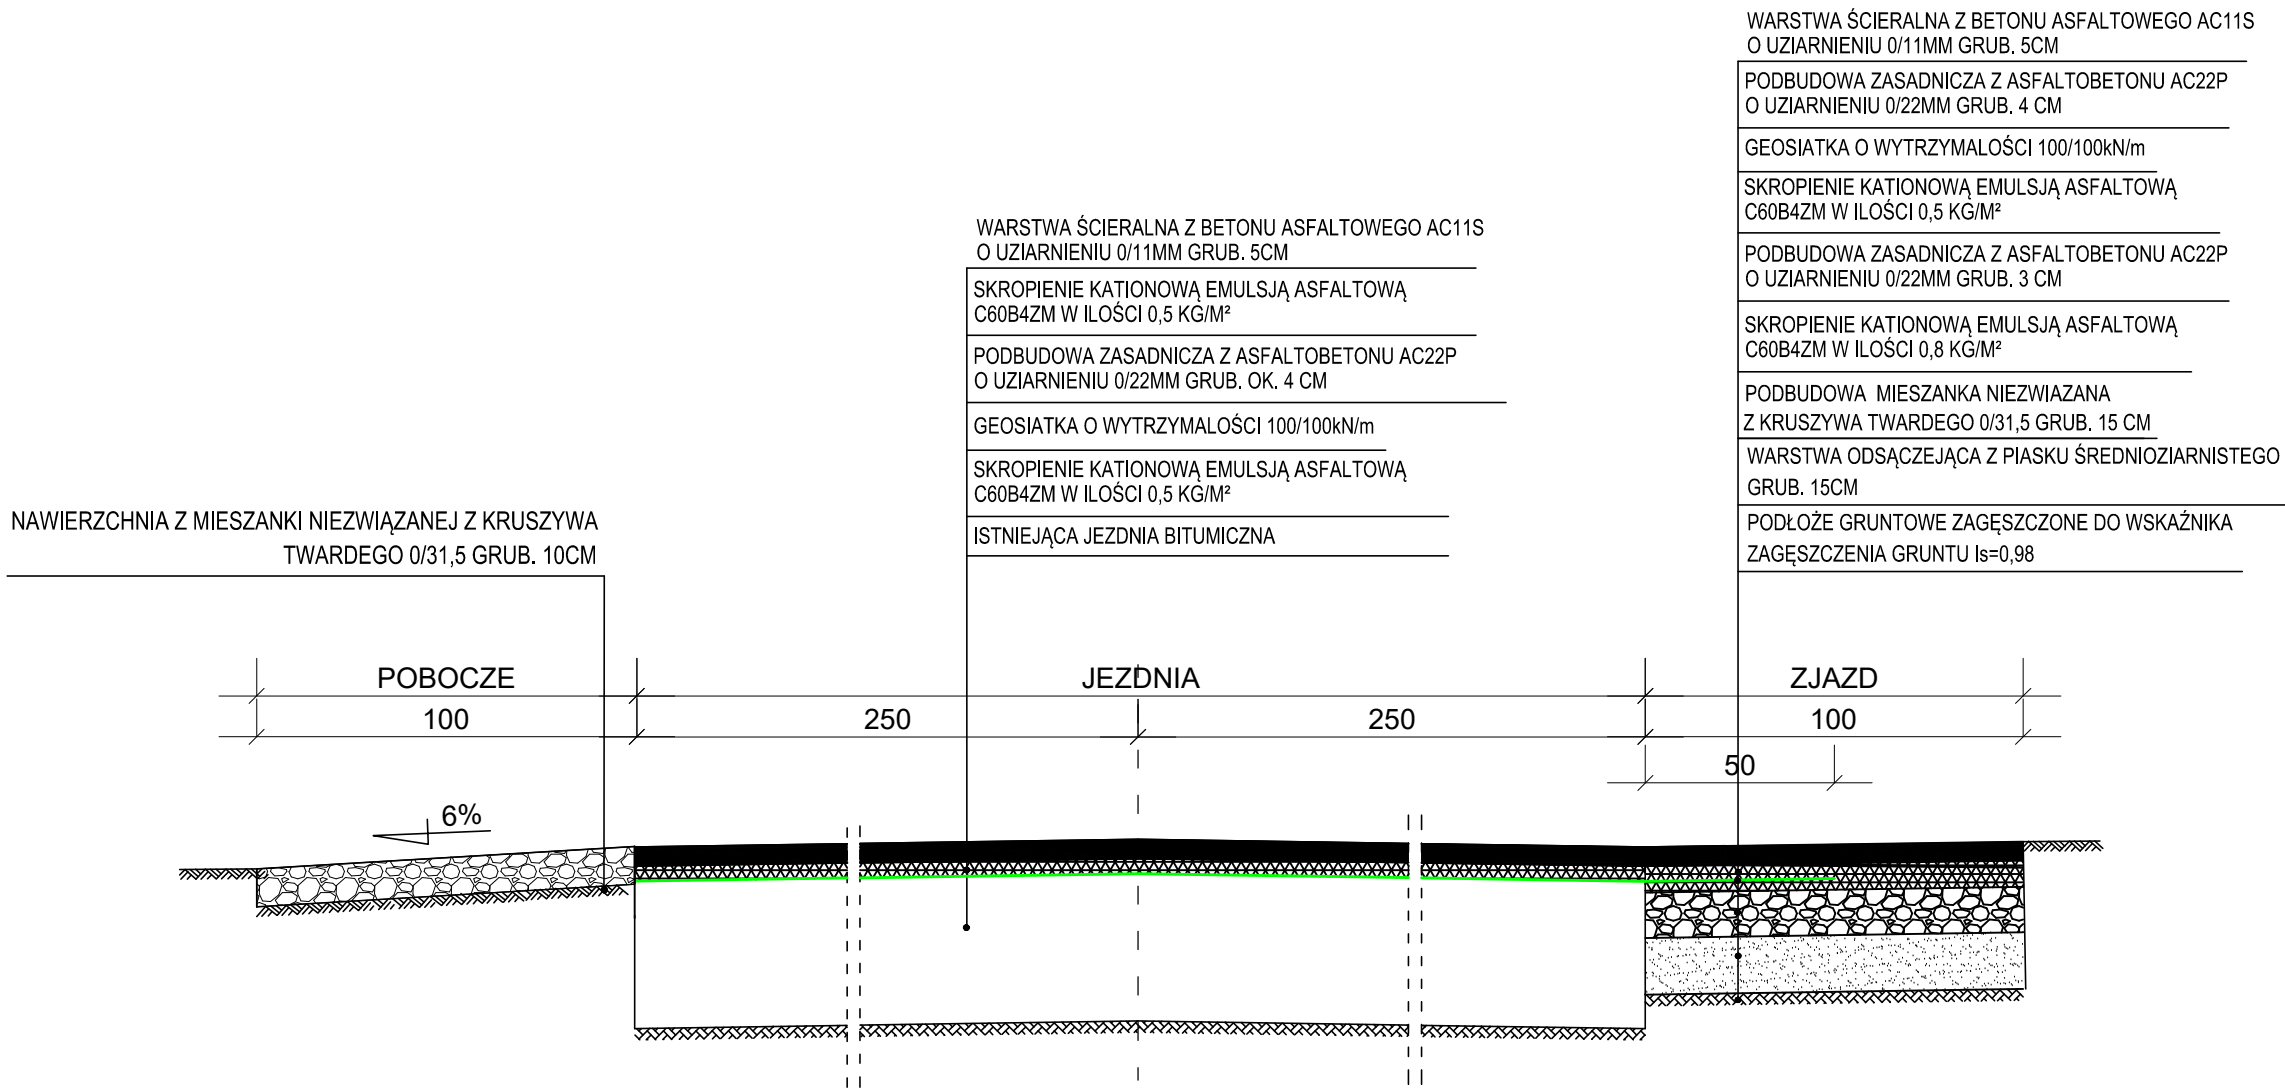 WARSTWA ŚCIERALNA Z BETONU ASFALTOWEGO AC11S
O UZIARNIENIU 0/11MM GRUB. 5CM
PODBUDOWA ZASADNICZA Z ASFALTOBETONU AC22P
O UZIARNIENIU 0/22MM GRUB. 4 CM
GEOSIATKA O WYTRZYMALOŚCI 100/100kN/m
SKROPIENIE KATIONOWĄ EMULSJĄ ASFALTOWĄ
C60B4ZM W ILOŚCI 0,5 KG/M²
PODBUDOWA ZASADNICZA Z ASFALTOBETONU AC22P
O UZIARNIENIU 0/22MM GRUB. 3 CM
SKROPIENIE KATIONOWĄ EMULSJĄ ASFALTOWĄ
C60B4ZM W ILOŚCI 0,8 KG/M²
PODBUDOWA MIESZANKA NIEZWIAZANA
Z KRUSZYWA TWARDEGO 0/31,5 GRUB. 15 CM
WARSTWA ODSĄCZEJĄCA Z PIASKU ŚREDNIOZIARNISTEGO
GRUB. 15CM
PODŁOŻE GRUNTOWE ZAGĘSZCZONE DO WSKAŹNIKA
ZAGĘSZCZENIA GRUNTU Is=0,98
WARSTWA ŚCIERALNA Z BETONU ASFALTOWEGO AC11S
O UZIARNIENIU 0/11MM GRUB. 5CM
SKROPIENIE KATIONOWĄ EMULSJĄ ASFALTOWĄ
C60B4ZM W ILOŚCI 0,5 KG/M²
PODBUDOWA ZASADNICZA Z ASFALTOBETONU AC22P
O UZIARNIENIU 0/22MM GRUB. OK. 4 CM
GEOSIATKA O WYTRZYMALOŚCI 100/100kN/m
SKROPIENIE KATIONOWĄ EMULSJĄ ASFALTOWĄ
C60B4ZM W ILOŚCI 0,5 KG/M²
ISTNIEJĄCA JEZDNIA BITUMICZNA
NAWIERZCHNIA Z MIESZANKI NIEZWIĄZANEJ Z KRUSZYWA
TWARDEGO 0/31,5 GRUB. 10CM
POBOCZE JEZDNIA ZJAZD
100 250 250 100
50
6%